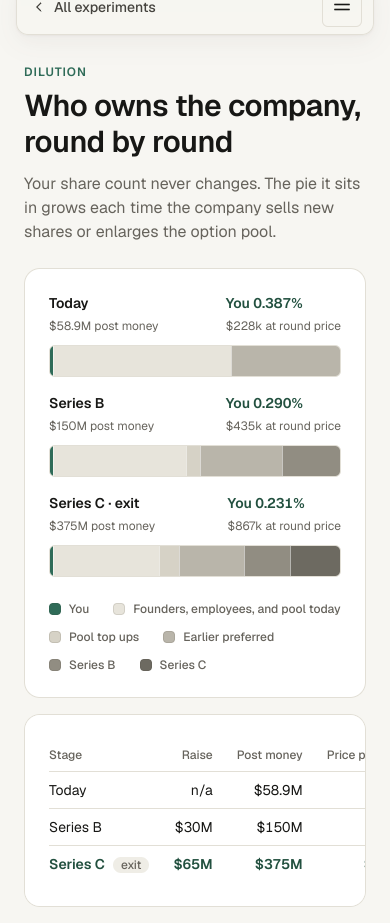 All experiments
DILUTION
Who owns the company,
round by round
Your share count never changes. The pie it sits
in grows each time the company sells new
shares or enlarges the option pool.
Today You 0.387%
$58.9M post money $228k at round price
Series B You 0.290%
$150M post money $435k at round price
Series C · exit You 0.231%
$375M post money $867k at round price
You Founders, employees, and pool today
Pool top ups Earlier preferred
Series B Series C
Stage Raise Post money Price p
Today n/a $58.9M
Series B $30M $150M
Series C exit $65M $375M